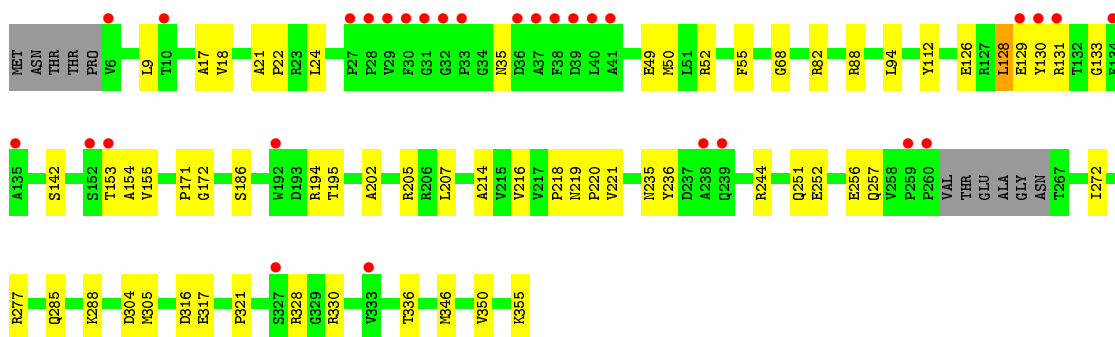 MET ASN THR THR PRO V6 L9 T10 A17 V18 A21 P22 R23 L24 P27 P28 V29 F30 G31 G32 P33 G34 N35 D36 A37 F38 D39 L40 A41 E49 M50 L51 R52 F55 G68 R82 R88 L94 Y112 E126 R127 L128 E129 Y130 R131 T132 G133 E134
A135 S142 S152 T153 A154 V155 P171 G172 S186 W192 D193 R194 T195 A202 R205 R206 L207 A214 V215 V216 V217 P218 N219 P220 V221 N235 Y236 D237 A238 Q239 R244 Q251 E252 E256 Q257 V258 P259 P260 VAL THR GLU ALA GLY ASN T267 I272
R277 Q285 K288 D304 M305 D316 E317 P321 S327 R328 G329 R330 V333 T336 M346 V350 K355